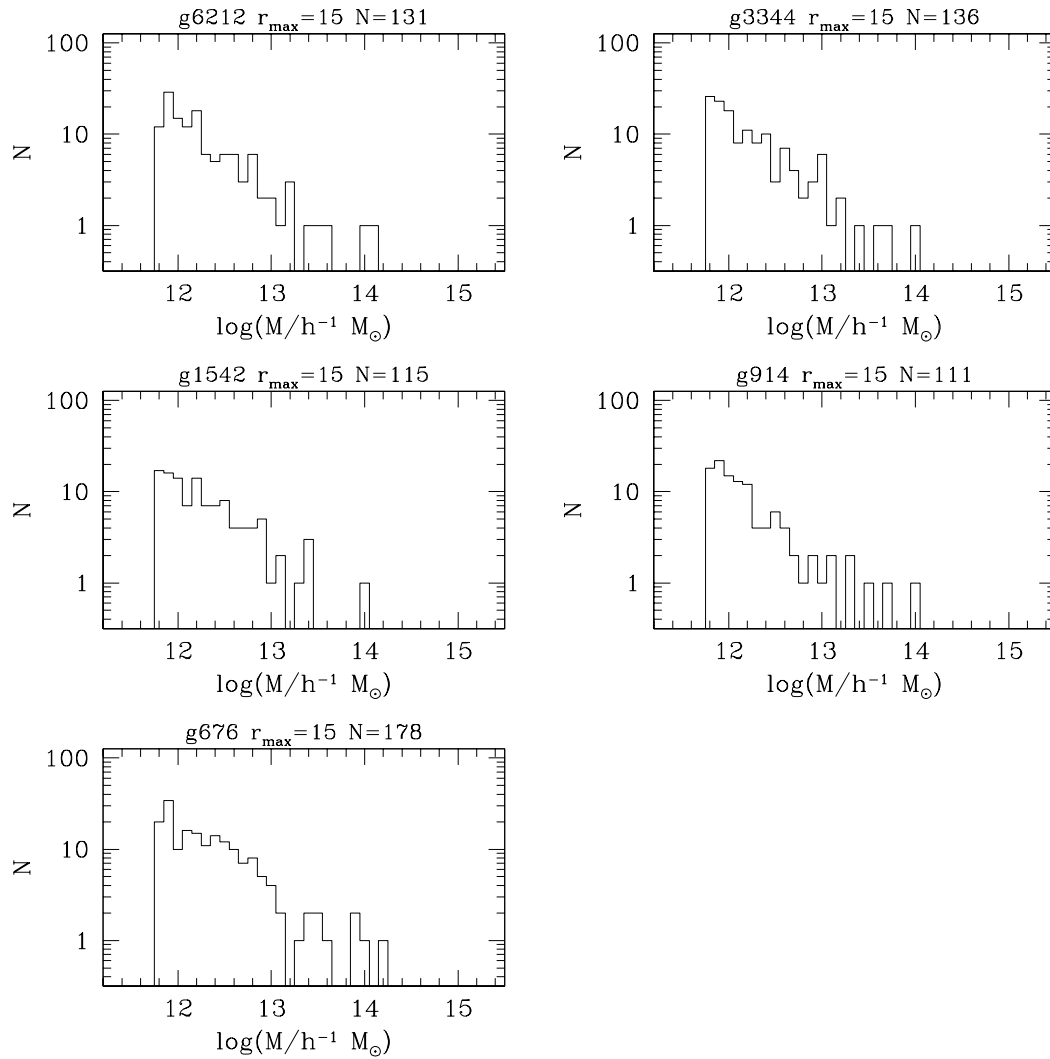 g6212 r_max=15 N=131
100
10
1
N
12 13 14 15
log(M/h⁻¹ M☉)
g3344 r_max=15 N=136
100
10
1
N
12 13 14 15
log(M/h⁻¹ M☉)
g1542 r_max=15 N=115
100
10
1
N
12 13 14 15
log(M/h⁻¹ M☉)
g914 r_max=15 N=111
100
10
1
N
12 13 14 15
log(M/h⁻¹ M☉)
g676 r_max=15 N=178
100
10
1
N
12 13 14 15
log(M/h⁻¹ M☉)